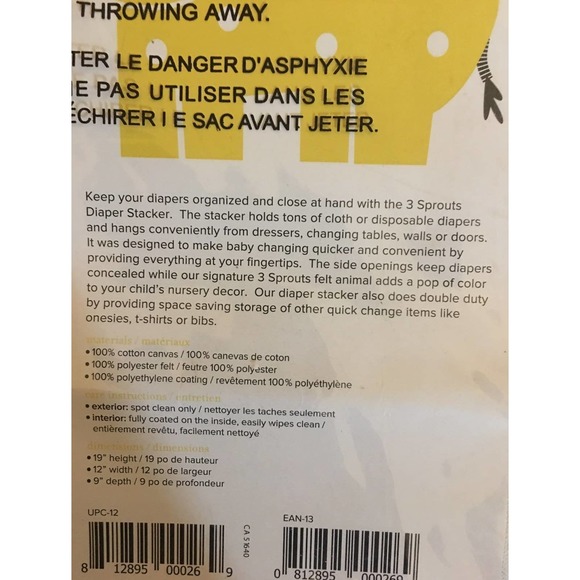 THROWING AWAY.
TER LE DANGER D'ASPHYXIE
NE PAS UTILISER DANS LES
ÉCHIRER LE SAC AVANT JETER.
Keep your diapers organized and close at hand with the 3 Sprouts
Diaper Stacker. The stacker holds tons of cloth or disposable diapers
and hangs conveniently from dressers, changing tables, walls or doors.
It was designed to make baby changing quicker and convenient by
providing everything at your fingertips. The side openings keep diapers
concealed while our signature 3 Sprouts felt animal adds a pop of color
to your child's nursery decor. Our diaper stacker also does double duty
by providing space saving storage of other quick change items like
onesies, t-shirts or bibs.
materials / matériaux
• 100% cotton canvas / 100% canevas de coton
• 100% polyester felt / feutre 100% polyester
• 100% polyethylene coating / revêtement 100% polyéthylène
care instructions / entretien
• exterior: spot clean only / nettoyer les taches seulement
• interior: fully coated on the inside, easily wipes clean /
entièrement revêtu, facilement nettoyé
dimensions / dimensions
• 19" height / 19 po de hauteur
• 12" width / 12 po de largeur
• 9" depth / 9 po de profondeur
UPC-12
CA 51640
EAN-13
8 12895 00026 9
0 812895 000269